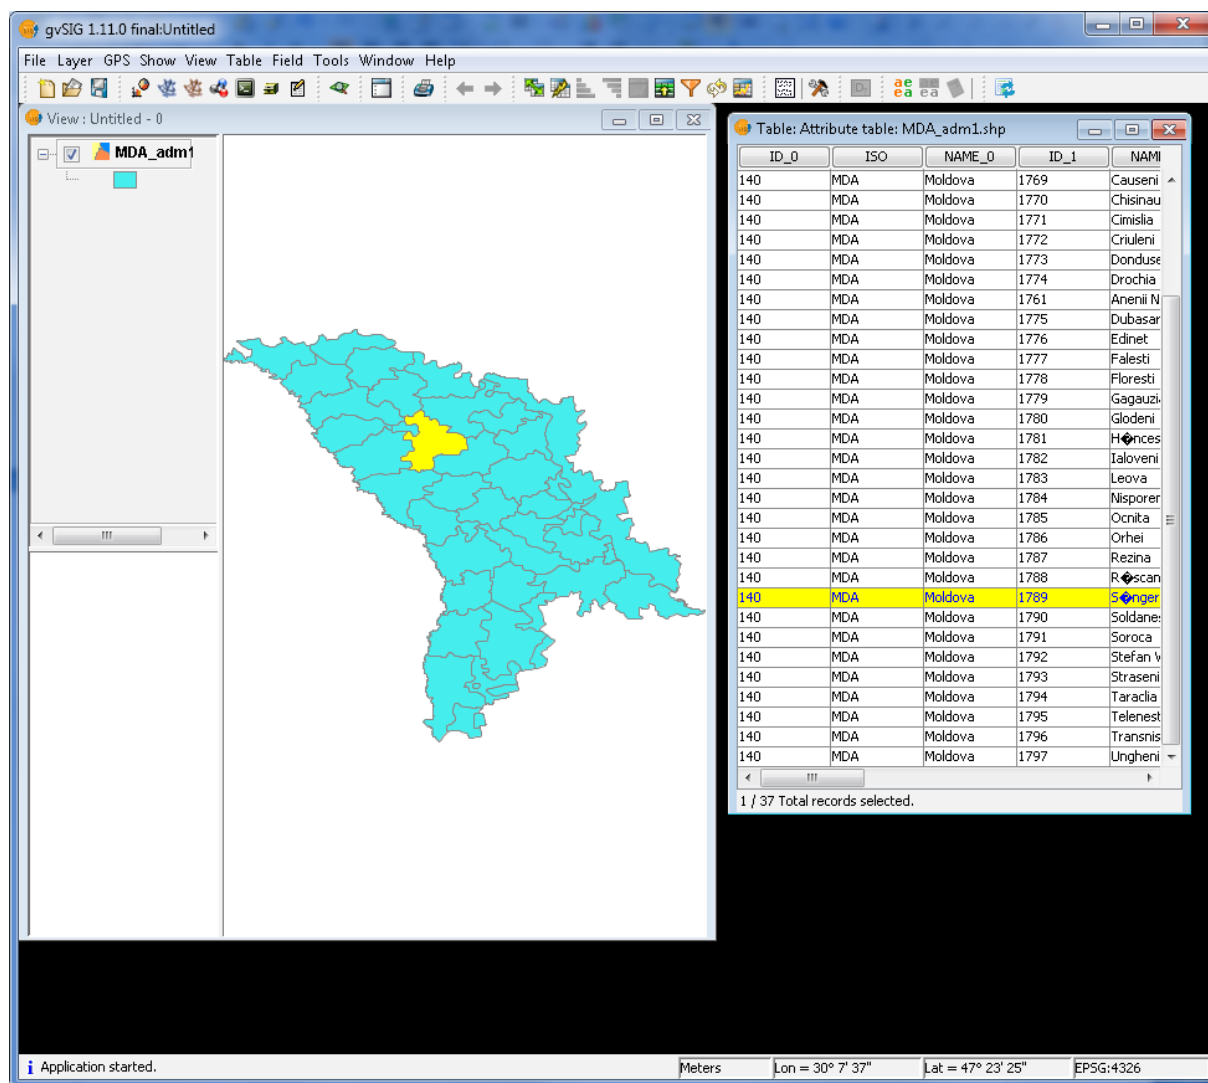 gvSIG 1.11.0 final:Untitled
File Layer GPS Show View Table Field Tools Window Help
View : Untitled - 0
MDA_adm1
Table: Attribute table: MDA_adm1.shp
ID_0 ISO NAME_0 ID_1 NAM
140 MDA Moldova 1769 Causeni
140 MDA Moldova 1770 Chisinau
140 MDA Moldova 1771 Cimislia
140 MDA Moldova 1772 Criuleni
140 MDA Moldova 1773 Donduse
140 MDA Moldova 1774 Drochia
140 MDA Moldova 1761 Anenii N
140 MDA Moldova 1775 Dubasar
140 MDA Moldova 1776 Edinet
140 MDA Moldova 1777 Falesti
140 MDA Moldova 1778 Floresti
140 MDA Moldova 1779 Gagauzi
140 MDA Moldova 1780 Glodeni
140 MDA Moldova 1781 H�nces
140 MDA Moldova 1782 Ialoveni
140 MDA Moldova 1783 Leova
140 MDA Moldova 1784 Nisporer
140 MDA Moldova 1785 Ocnita
140 MDA Moldova 1786 Orhei
140 MDA Moldova 1787 Rezina
140 MDA Moldova 1788 R�scan
140 MDA Moldova 1789 S�nger
140 MDA Moldova 1790 Soldane
140 MDA Moldova 1791 Soroca
140 MDA Moldova 1792 Stefan V
140 MDA Moldova 1793 Straseni
140 MDA Moldova 1794 Taraclia
140 MDA Moldova 1795 Telenest
140 MDA Moldova 1796 Transnis
140 MDA Moldova 1797 Ungheni
1 / 37 Total records selected.
Application started. Meters Lon = 30º 7' 37" Lat = 47º 23' 25" EPSG:4326